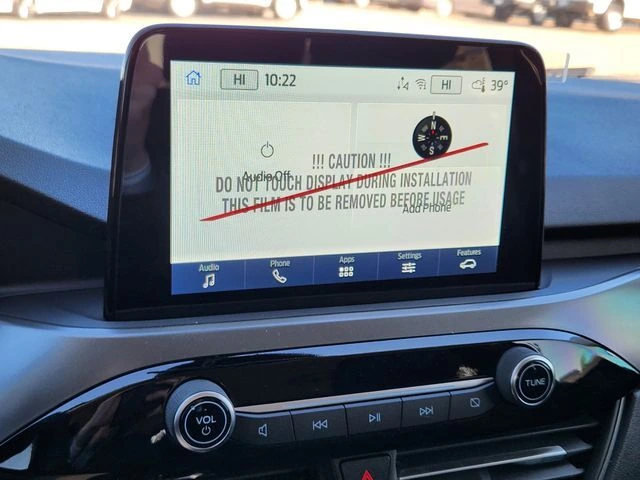 HI 10:22 HI 39°
N
W E
S
Audio Off
!!! CAUTION !!!
DO NOT TOUCH DISPLAY DURING INSTALLATION
THIS FILM IS TO BE REMOVED BEFORE USAGE
Add Phone
Audio Phone Apps Settings Features
VOL
TUNE